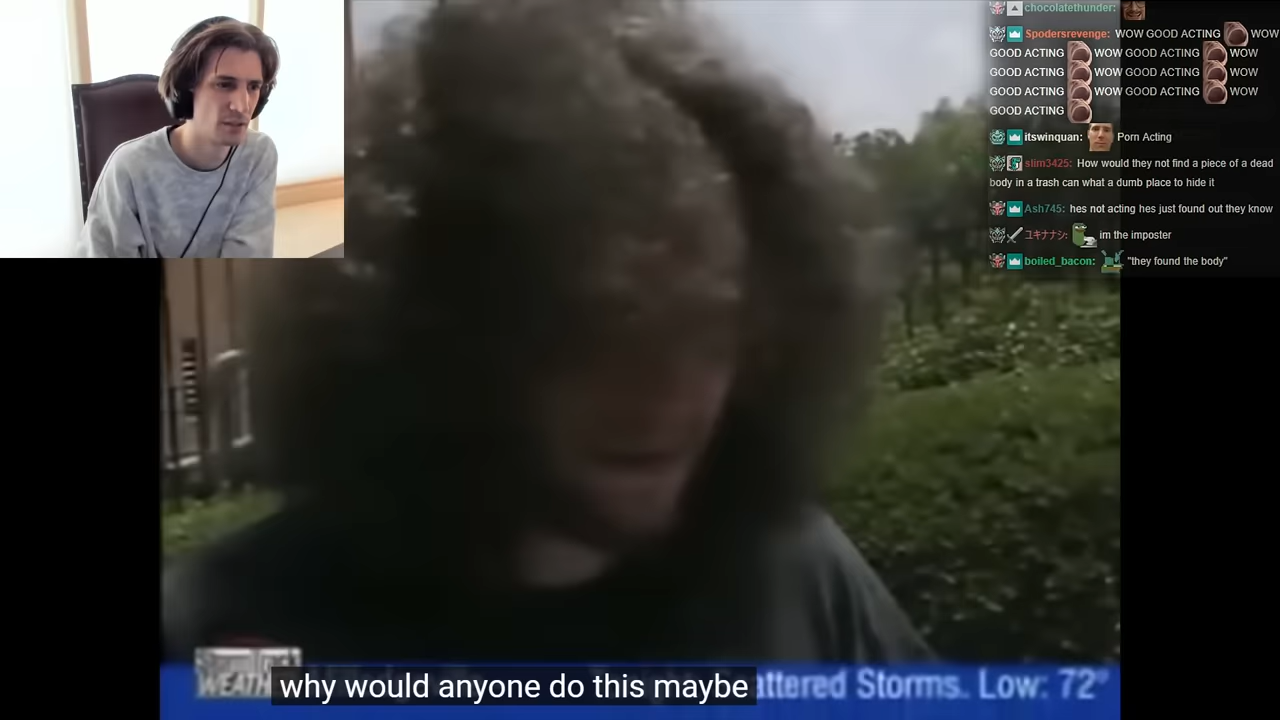 chocolatethunder:
Spodersrevenge: WOW GOOD ACTING WOW
GOOD ACTING WOW GOOD ACTING WOW
GOOD ACTING WOW GOOD ACTING WOW
GOOD ACTING WOW GOOD ACTING WOW
GOOD ACTING
itswinquan: Porn Acting
slim3425: How would they not find a piece of a dead
body in a trash can what a dumb place to hide it
Ash745: hes not acting hes just found out they know
ユキナナシ: im the imposter
boiled_bacon: "they found the body"
WEATH
why would anyone do this maybe
attered Storms. Low: 72°